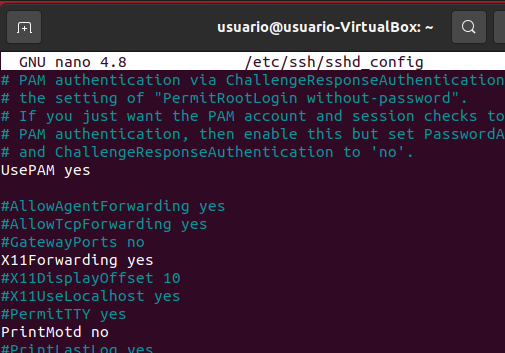 usuario@usuario-VirtualBox: ~
GNU nano 4.8 /etc/ssh/sshd_config
# PAM authentication via ChallengeResponseAuthentication
# the setting of "PermitRootLogin without-password".
# If you just want the PAM account and session checks to
# PAM authentication, then enable this but set PasswordA
# and ChallengeResponseAuthentication to 'no'.
UsePAM yes
#AllowAgentForwarding yes
#AllowTcpForwarding yes
#GatewayPorts no
X11Forwarding yes
#X11DisplayOffset 10
#X11UseLocalhost yes
#PermitTTY yes
PrintMotd no
#PrintLastLog yes